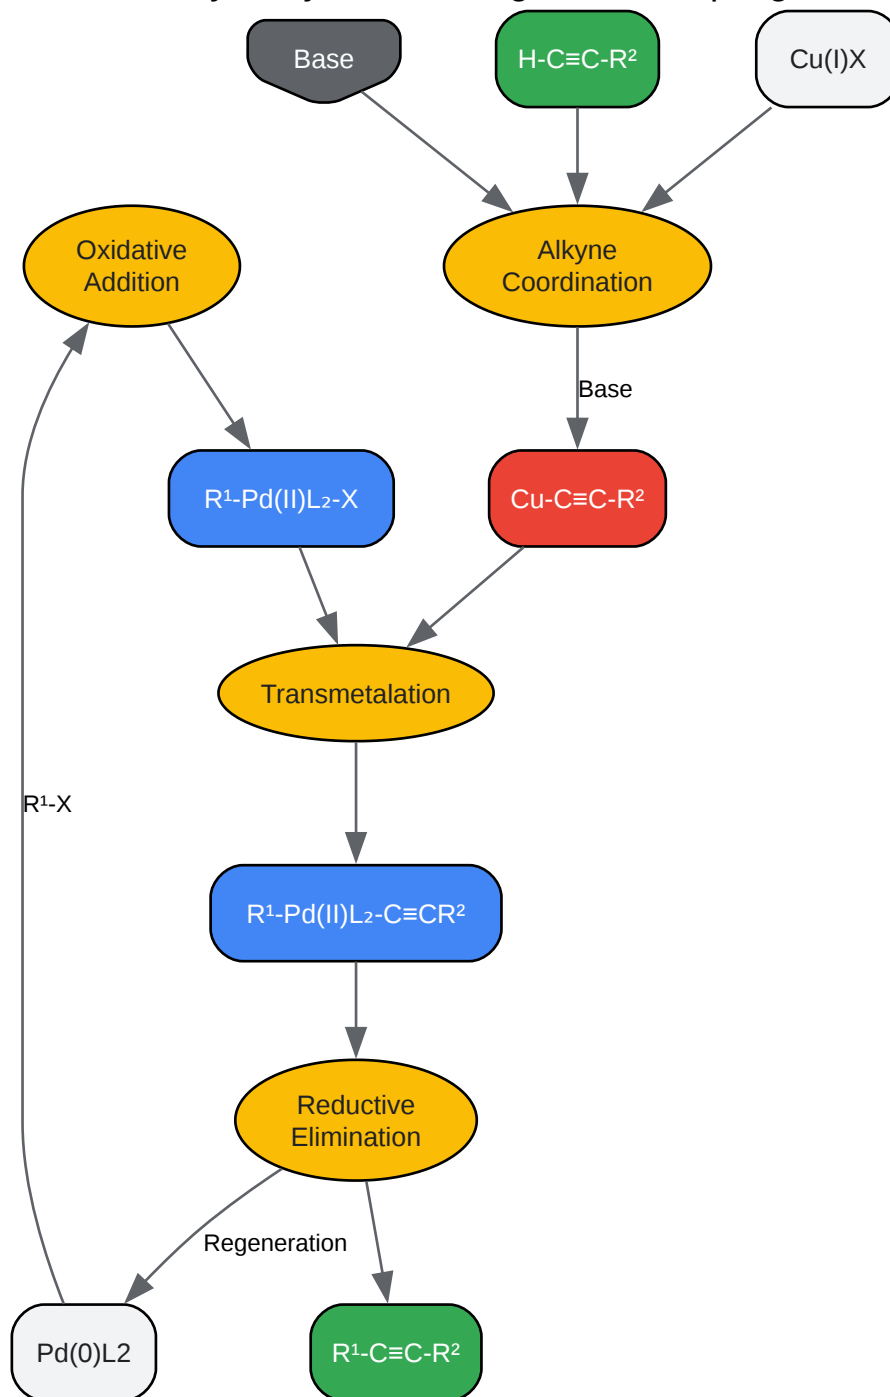 Base
H-C≡C-R²
Cu(I)X
Oxidative
Addition
Alkyne
Coordination
Base
R¹-Pd(II)L₂-X
Cu-C≡C-R²
Transmetalation
R¹-X
R¹-Pd(II)L₂-C≡CR²
Reductive
Elimination
Regeneration
Pd(0)L2
R¹-C≡C-R²